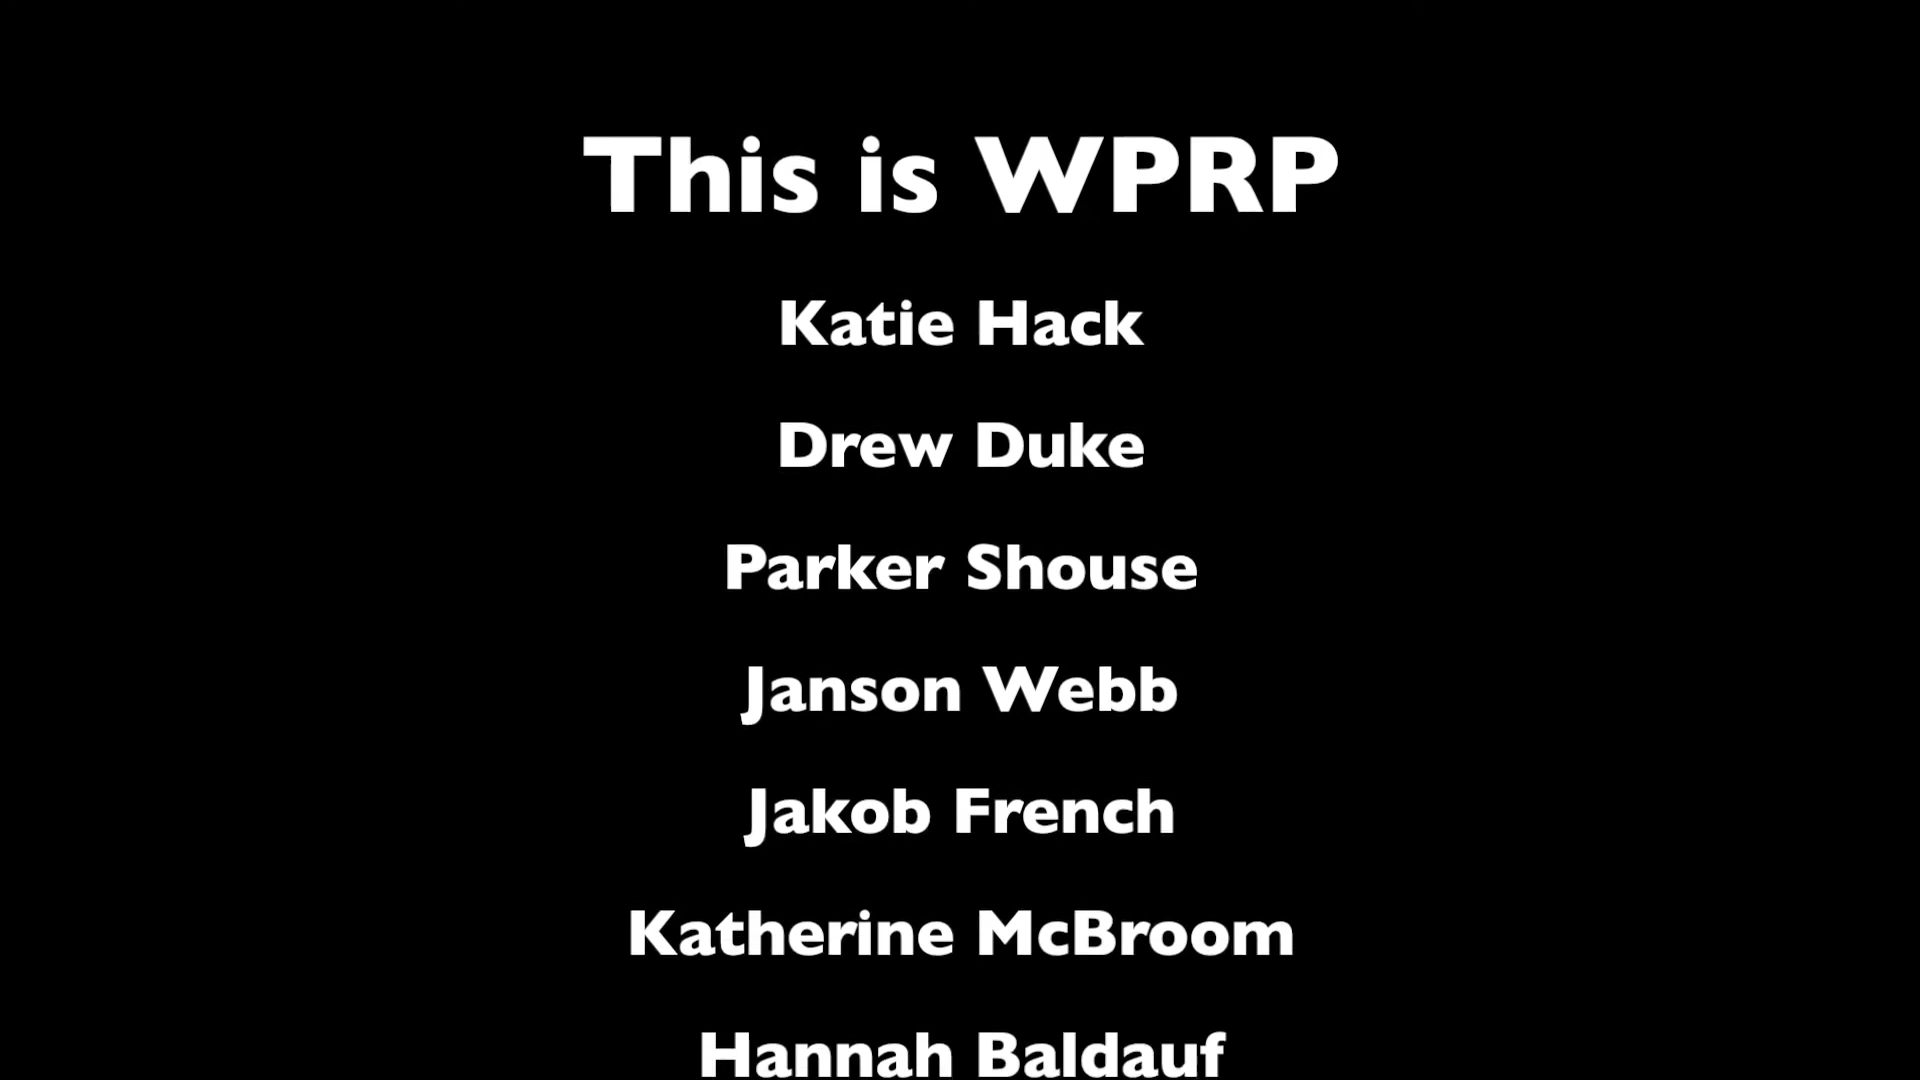 This is WPRP
Katie Hack
Drew Duke
Parker Shouse
Janson Webb
Jakob French
Katherine McBroom
Hannah Baldauf